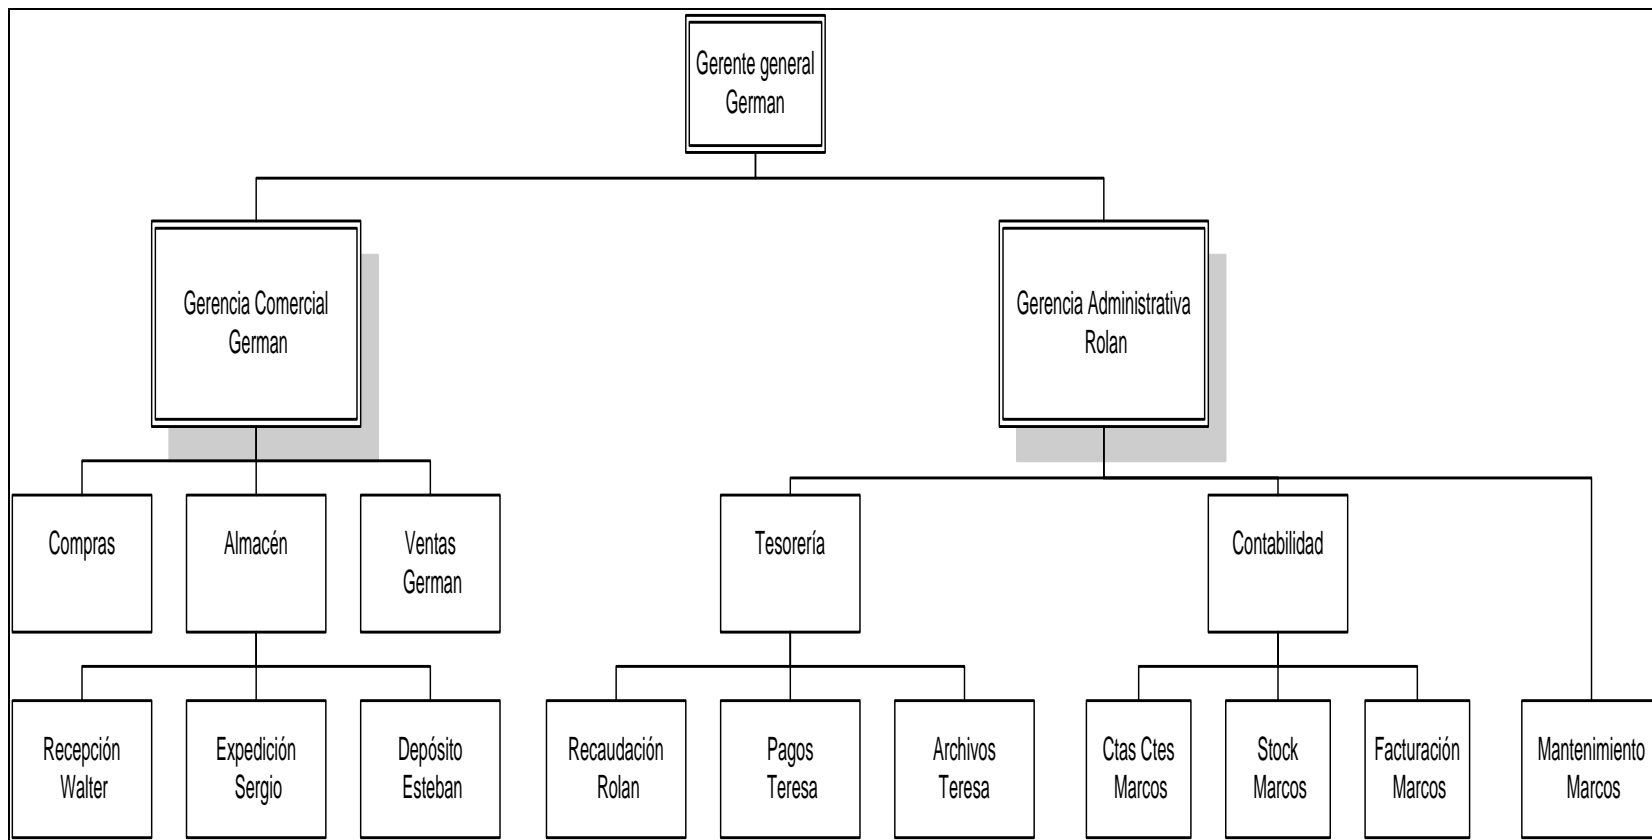 Gerente general
German
Gerencia Comercial
German
Gerencia Administrativa
Rolan
Compras
Almacén
Ventas
German
Tesorería
Contabilidad
Recepción
Walter
Expedición
Sergio
Depósito
Esteban
Recaudación
Rolan
Pagos
Teresa
Archivos
Teresa
Ctas Ctes
Marcos
Stock
Marcos
Facturación
Marcos
Mantenimiento
Marcos